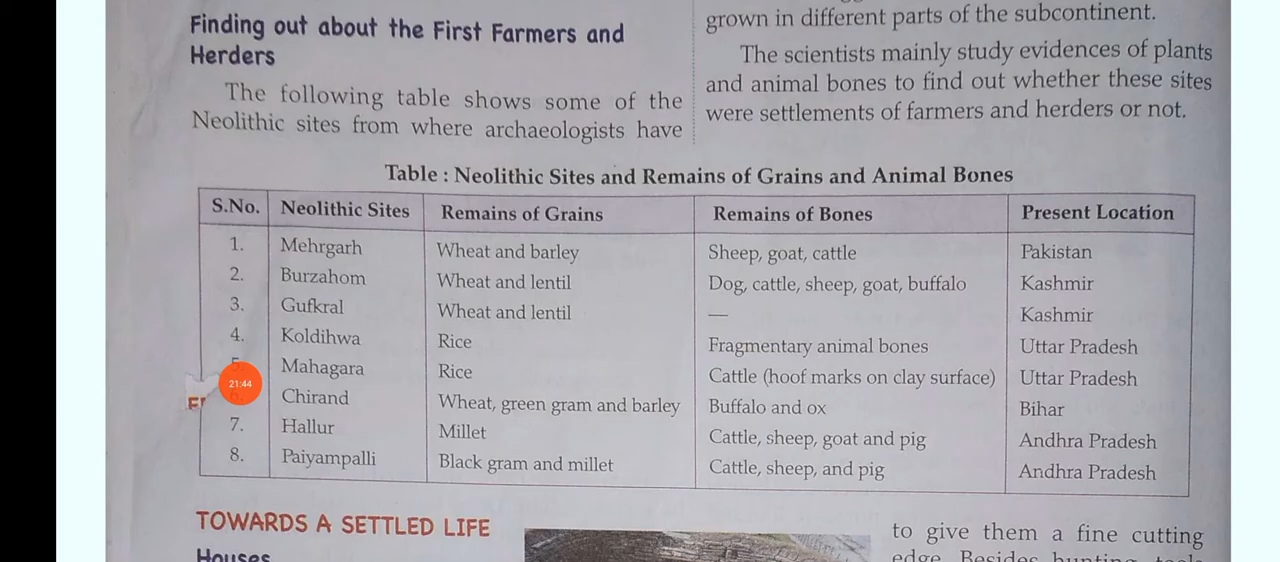 Finding out about the First Farmers and
Herders
The following table shows some of the
Neolithic sites from where archaeologists have
grown in different parts of the subcontinent.
The scientists mainly study evidences of plants
and animal bones to find out whether these sites
were settlements of farmers and herders or not.
Table : Neolithic Sites and Remains of Grains and Animal Bones
S.No. Neolithic Sites Remains of Grains Remains of Bones Present Location
1. Mehrgarh Wheat and barley Sheep, goat, cattle Pakistan
2. Burzahom Wheat and lentil Dog, cattle, sheep, goat, buffalo Kashmir
3. Gufkral Wheat and lentil — Kashmir
4. Koldihwa Rice Fragmentary animal bones Uttar Pradesh
5. Mahagara Rice Cattle (hoof marks on clay surface) Uttar Pradesh
21:44
6. Chirand Wheat, green gram and barley Buffalo and ox Bihar
7. Hallur Millet Cattle, sheep, goat and pig Andhra Pradesh
8. Paiyampalli Black gram and millet Cattle, sheep, and pig Andhra Pradesh
TOWARDS A SETTLED LIFE
Houses
to give them a fine cutting
edge. Besides hunting tools